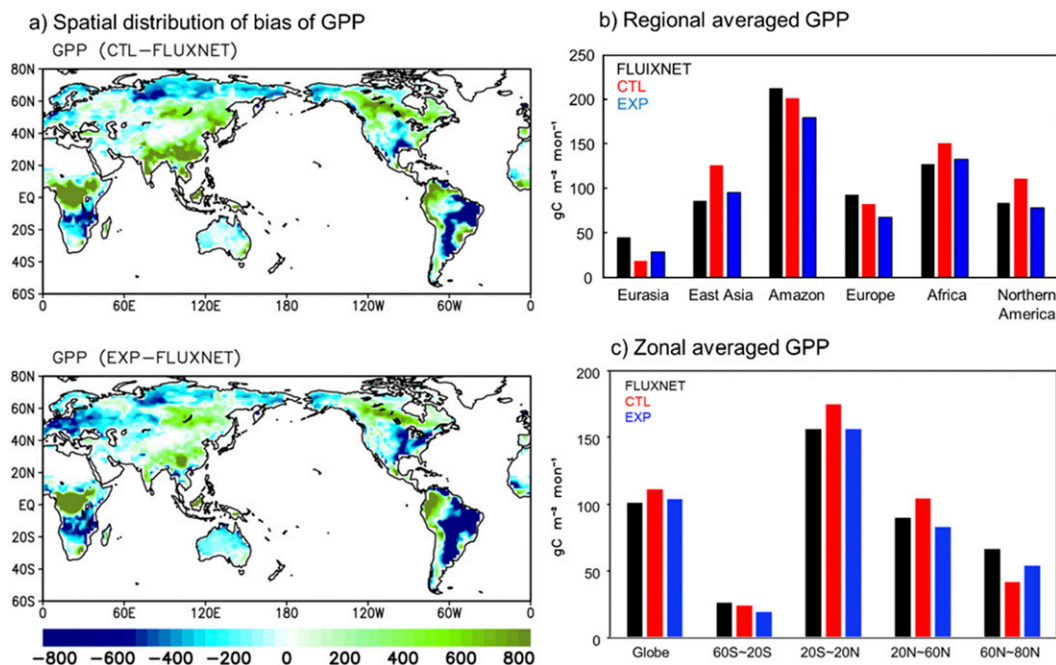 a) Spatial distribution of bias of GPP
GPP (CTL–FLUXNET)
80N
60N
40N
20N
EQ
20S
40S
60S
0 60E 120E 180 120W 60W 0
GPP (EXP–FLUXNET)
80N
60N
40N
20N
EQ
20S
40S
60S
0 60E 120E 180 120W 60W 0
−800 −600 −400 −200 0 200 400 600 800
b) Regional averaged GPP
FLUIXNET
CTL
EXP
gC m⁻² mon⁻¹
250
200
150
100
50
0
Eurasia East Asia Amazon Europe Africa Northern
America
c) Zonal averaged GPP
FLUXNET
CTL
EXP
gC m⁻² mon⁻¹
200
150
100
50
0
Globe 60S~20S 20S~20N 20N~60N 60N~80N